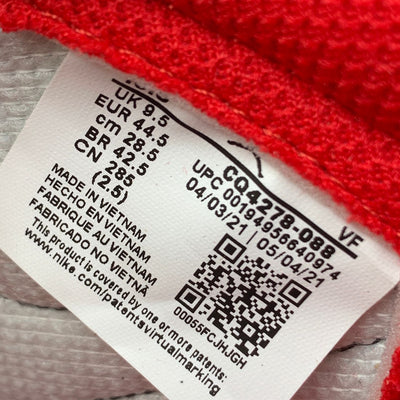 UK 9.5
EUR 44.5
cm 28.5
BR 42.5
CN 285
(2.5)
MADE IN VIETNAM
HECHO EN VIETNAM
FABRIQUE AU VIETNAM
FABRICADO NO VIETNÃ
This product is covered by one or more patents:
www.nike.com/patentsvirtualmarking
CQ4278-088
VF
UPC 00194956640974
04/03/21 | 05/04/21
00055FCJHJGH